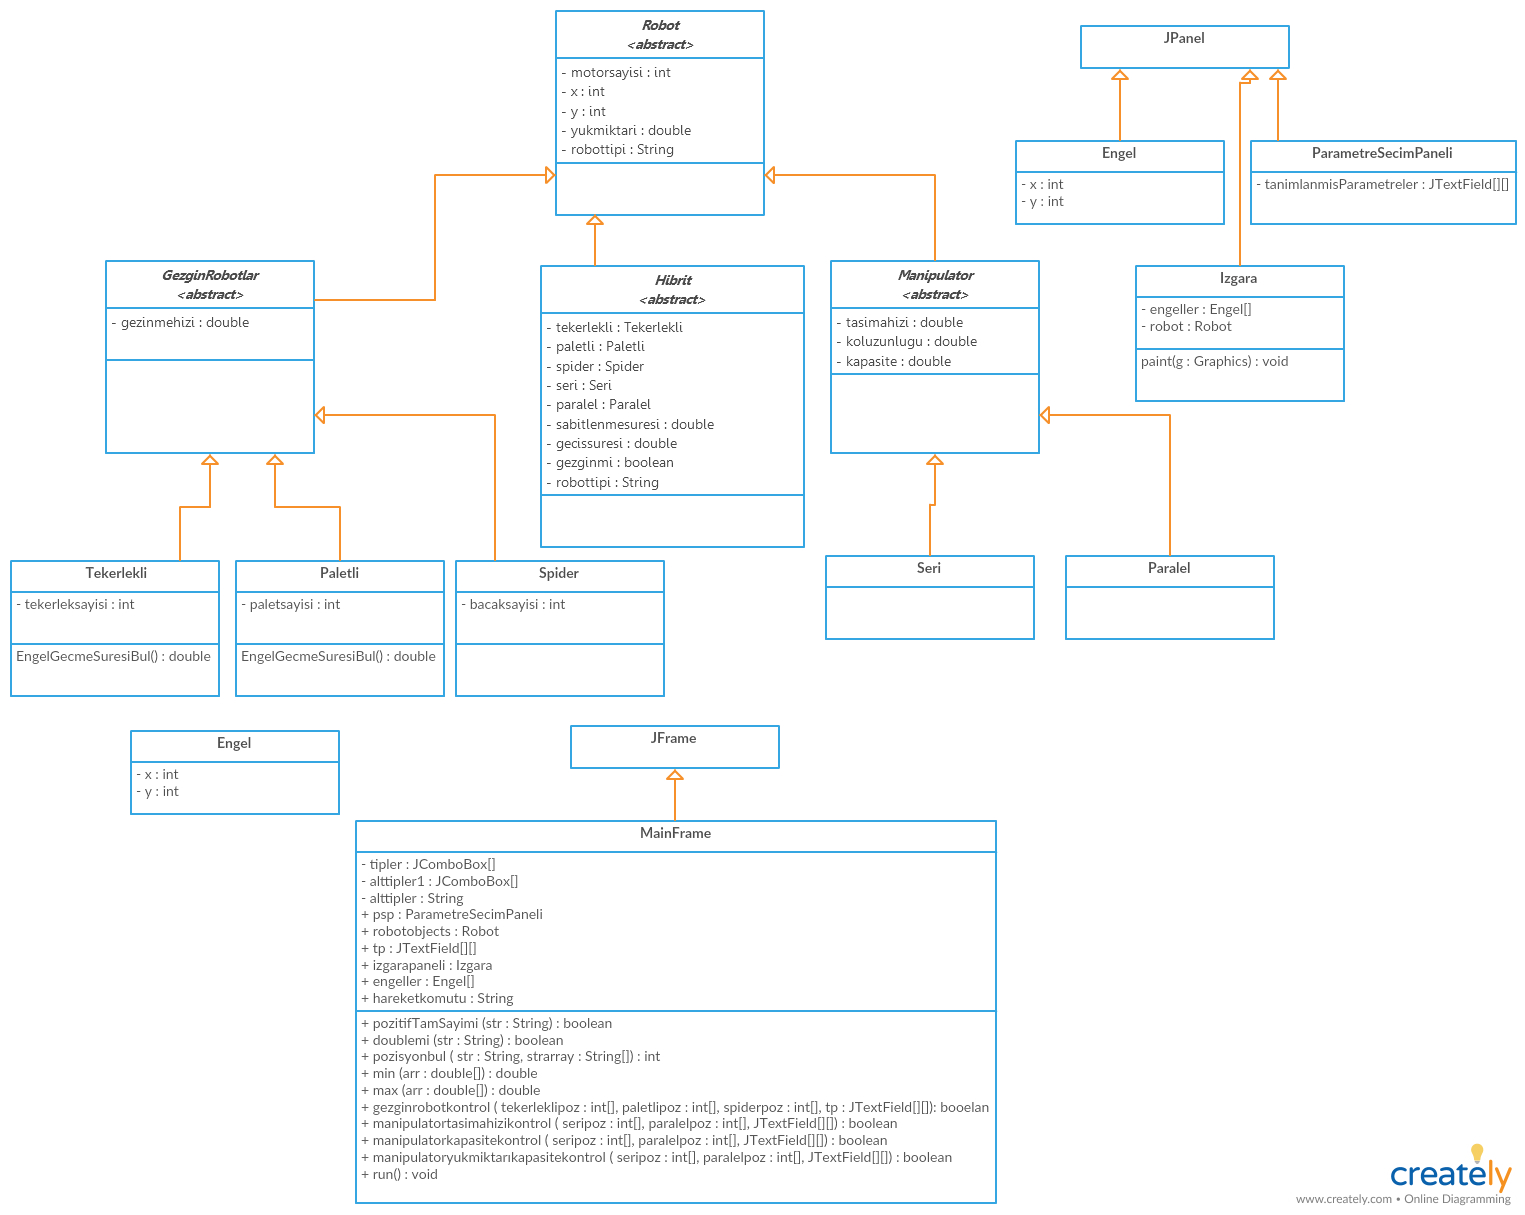 Robot
<abstract>
- motorsayisi : int
- x : int
- y : int
- yukmiktari : double
- robottipi : String
JPanel
Engel
- x : int
- y : int
ParametreSecimPaneli
- tanimlanmisParametreler : JTextField[][]
GezginRobotlar
<abstract>
- gezinmehizi : double
Hibrit
<abstract>
- tekerlekli : Tekerlekli
- paletli : Paletli
- spider : Spider
- seri : Seri
- paralel : Paralel
- sabitlenmesuresi : double
- gecissuresi : double
- gezginmi : boolean
- robottipi : String
Manipulator
<abstract>
- tasimahizi : double
- koluzunlugu : double
- kapasite : double
Izgara
- engeller : Engel[]
- robot : Robot
paint(g : Graphics) : void
Tekerlekli
- tekerleksayisi : int
EngelGecmeSuresiBul() : double
Paletli
- paletsayisi : int
EngelGecmeSuresiBul() : double
Spider
- bacaksayisi : int
Seri
Paralel
Engel
- x : int
- y : int
JFrame
MainFrame
- tipler : JComboBox[]
- alttipler1 : JComboBox[]
- alttipler : String
+ psp : ParametreSecimPaneli
+ robotobjects : Robot
+ tp : JTextField[][]
+ izgarapaneli : Izgara
+ engeller : Engel[]
+ hareketkomutu : String
+ pozitifTamSayimi (str : String) : boolean
+ doublemi (str : String) : boolean
+ pozisyonbul ( str : String, strarray : String[]) : int
+ min (arr : double[]) : double
+ max (arr : double[]) : double
+ gezginrobotkontrol ( tekerleklipoz : int[], paletlipoz : int[], spiderpoz : int[], tp : JTextField[][]): booelan
+ manipulatortasimahizikontrol ( seripoz : int[], paralelpoz : int[], JTextField[][]) : boolean
+ manipulatorkapasitekontrol ( seripoz : int[], paralelpoz : int[], JTextField[][]) : boolean
+ manipulatoryukmiktarıkapasitekontrol ( seripoz : int[], paralelpoz : int[], JTextField[][]) : boolean
+ run() : void
creately
www.creately.com • Online Diagramming